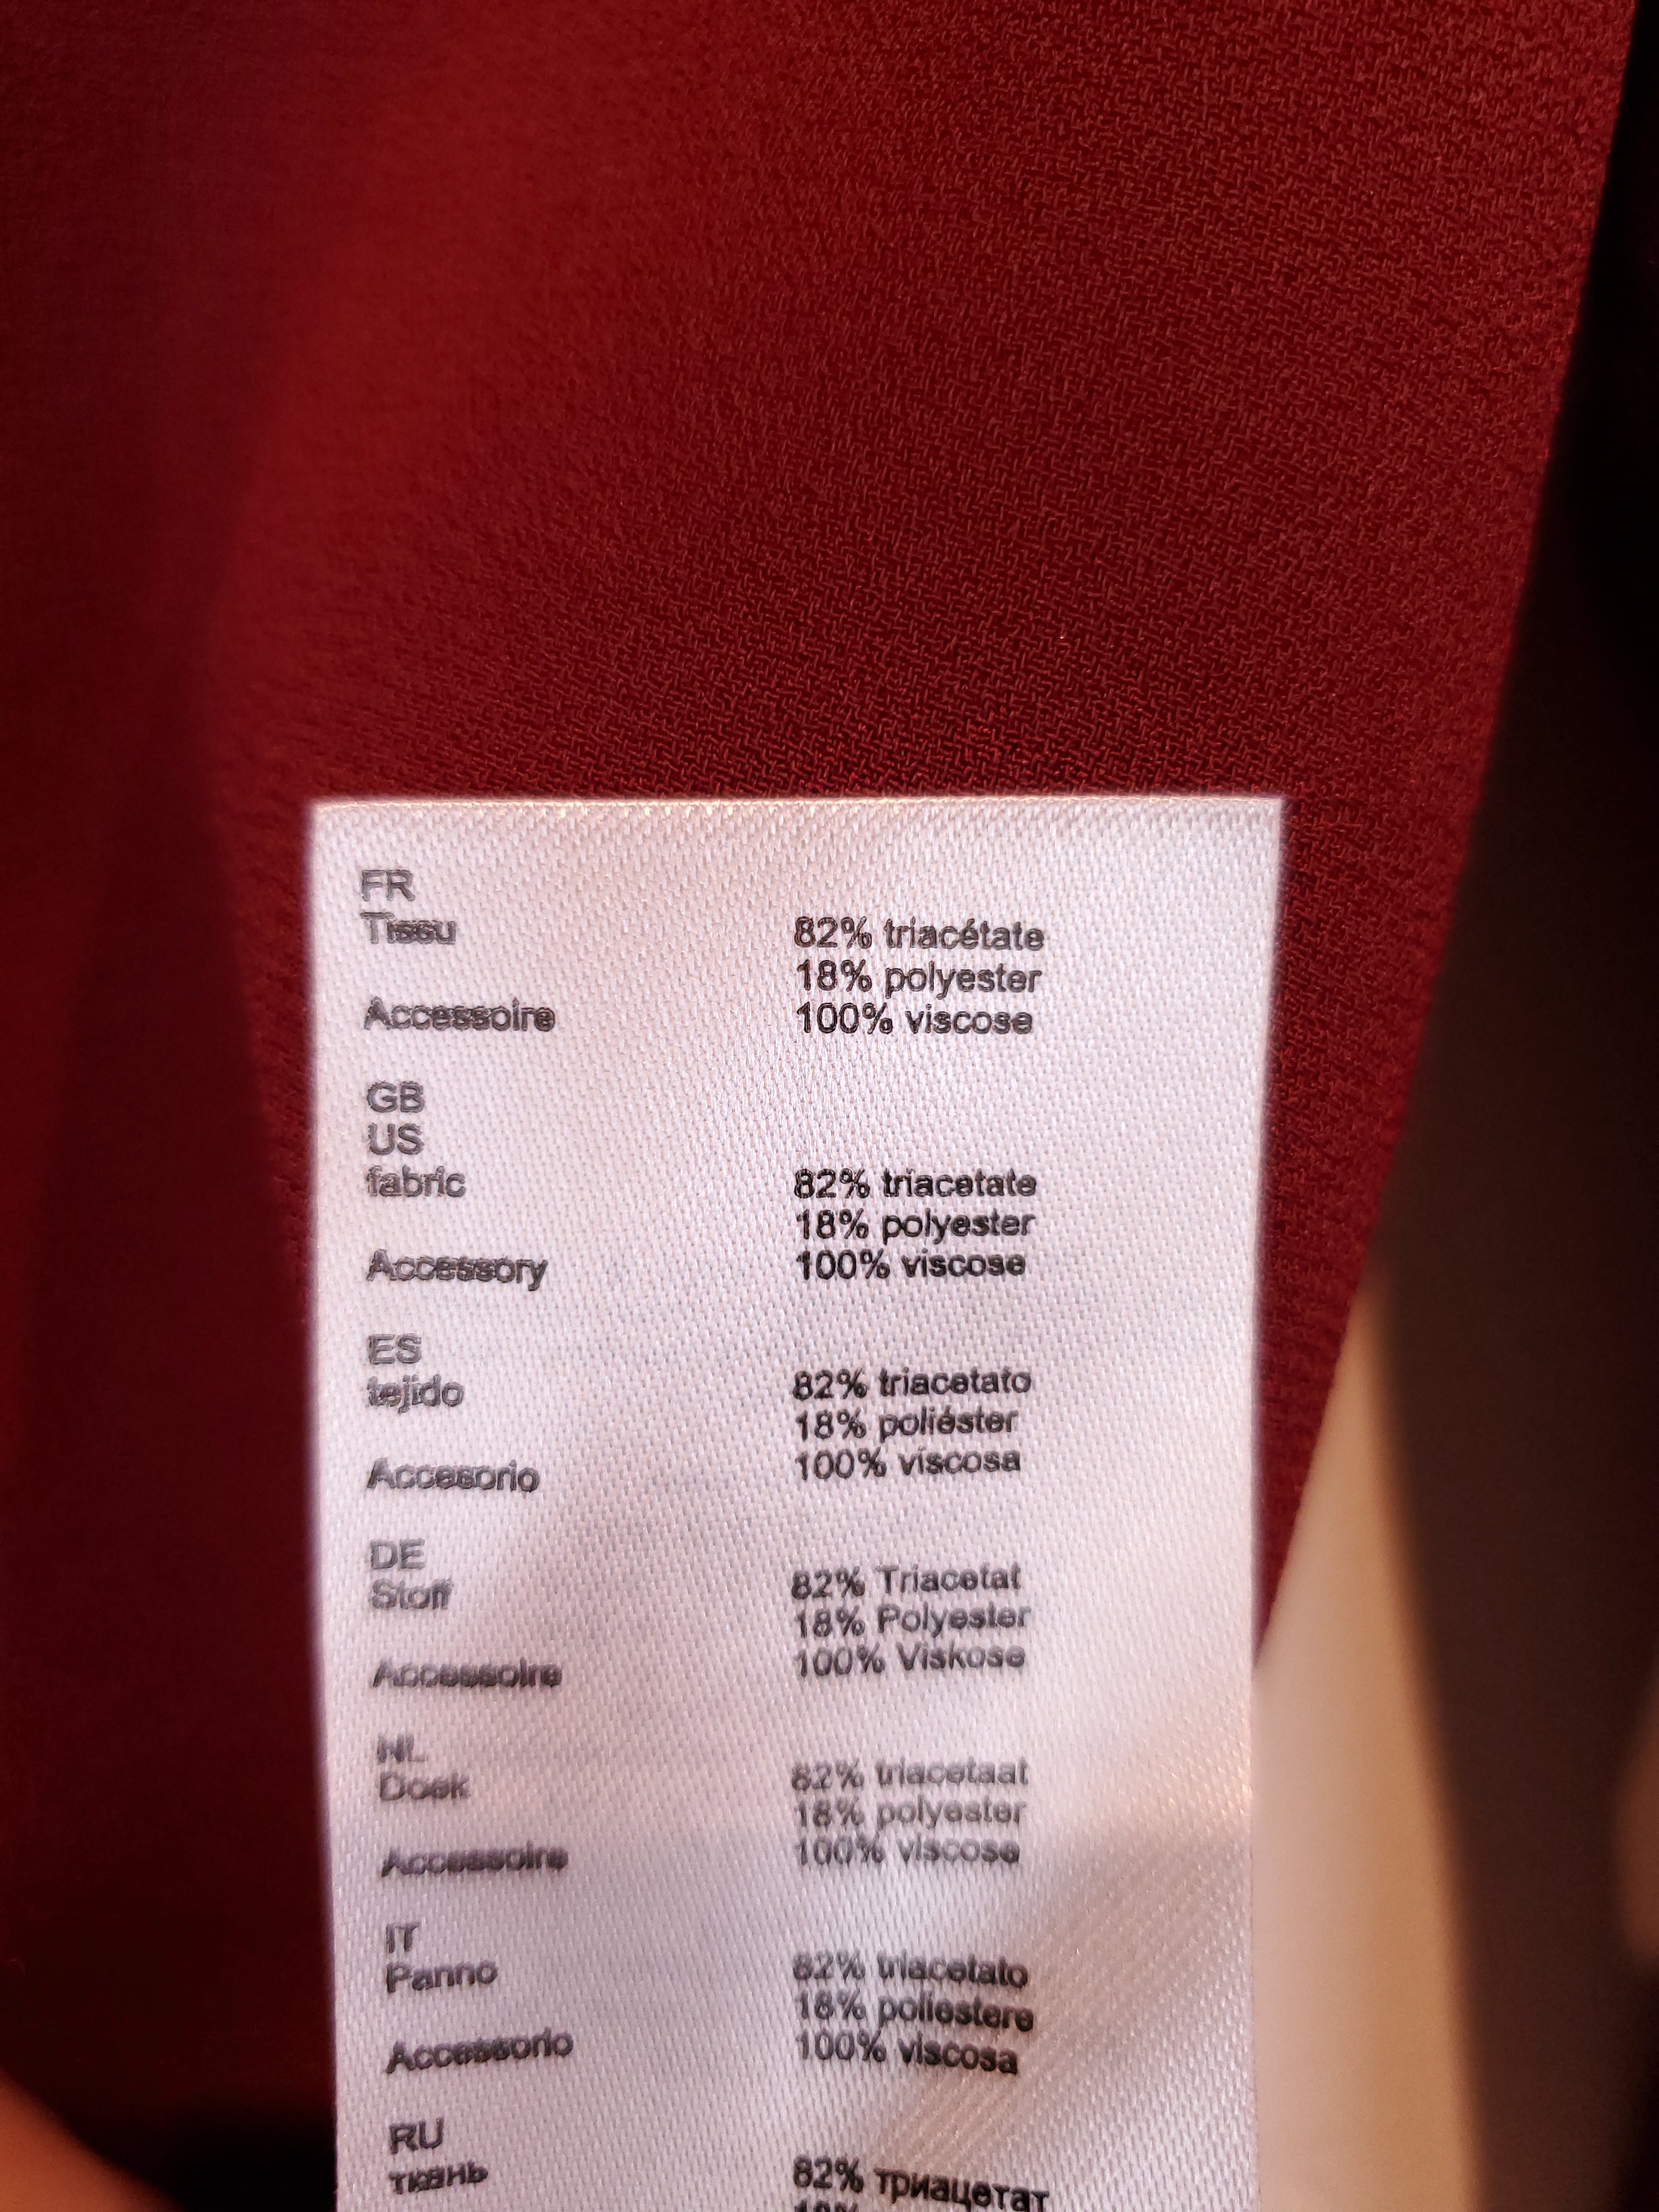 FR
Tissu 82% triacétate
18% polyester
Accessoire 100% viscose
GB
US
fabric 82% triacetate
18% polyester
Accessory 100% viscose
ES
tejido 82% triacetato
18% poliéster
Accesorio 100% viscosa
DE
Stoff 82% Triacetat
18% Polyester
Accessoire 100% Viskose
NL
Doek 82% triacetaat
18% polyester
Accessoire 100% viscose
IT
Panno 82% triacetato
18% poliestere
Accessorio 100% viscosa
RU
ткань 82% триацетат